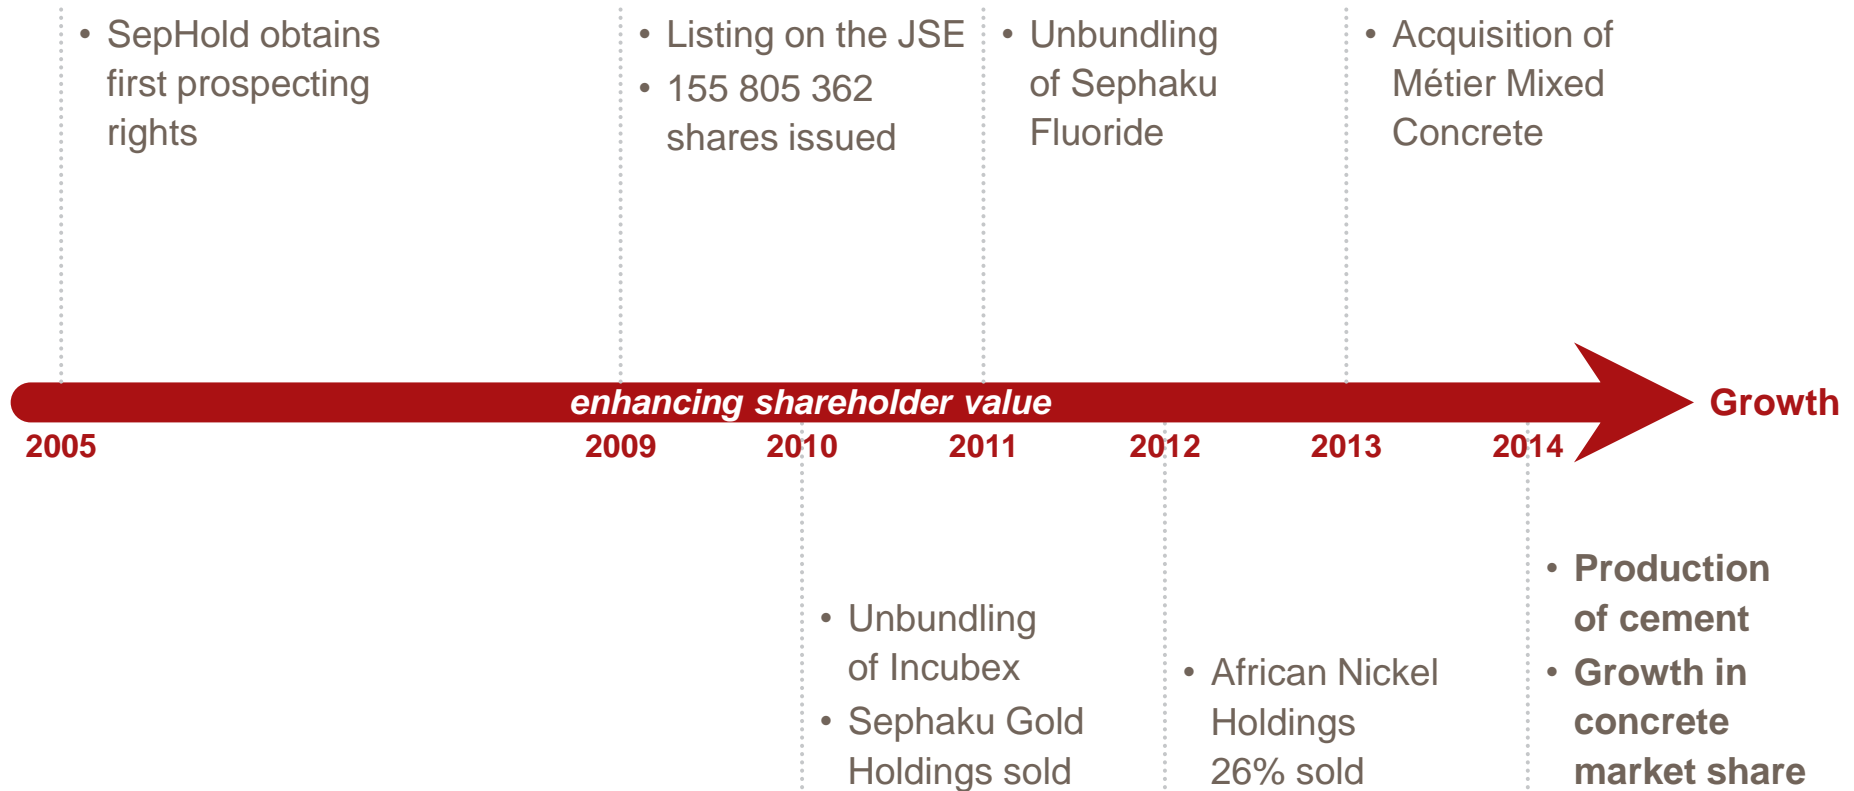 • SepHold obtains
first prospecting
rights
• Listing on the JSE
• 155 805 362
shares issued
• Unbundling
of Sephaku
Fluoride
• Acquisition of
Métier Mixed
Concrete
enhancing shareholder value
Growth
2005
2009
2010
2011
2012
2013
2014
• Unbundling
of Incubex
• Sephaku Gold
Holdings sold
• African Nickel
Holdings
26% sold
• Production
of cement
• Growth in
concrete
market share